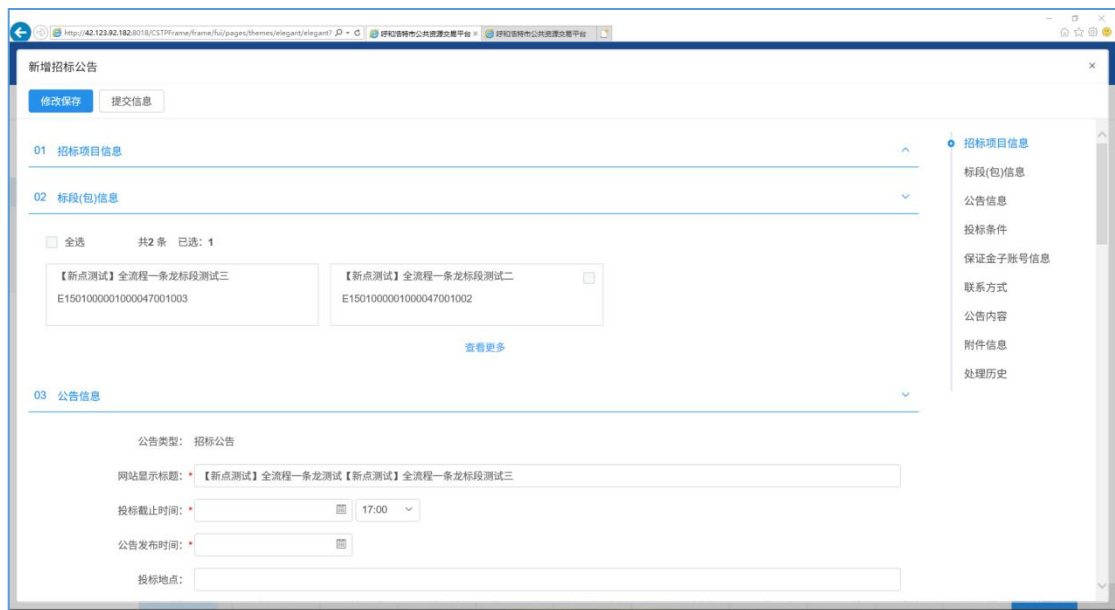 http://42.123.92.182:8018/CSTPFrame/frame/fui/pages/themes/elegant/elegant?
呼和浩特市公共资源交易平台
呼和浩特市公共资源交易平台
新增招标公告
修改保存 提交信息
01 招标项目信息
02 标段(包)信息
全选 共2 条 已选：1
【新点测试】全流程一条龙标段测试三
E1501000001000047001003
【新点测试】全流程一条龙标段测试二
E1501000001000047001002
查看更多
03 公告信息
公告类型： 招标公告
网站显示标题：* 【新点测试】全流程一条龙测试【新点测试】全流程一条龙标段测试三
投标截止时间：* 17:00
公告发布时间：*
投标地点：
招标项目信息
标段(包)信息
公告信息
投标条件
保证金子账号信息
联系方式
公告内容
附件信息
处理历史